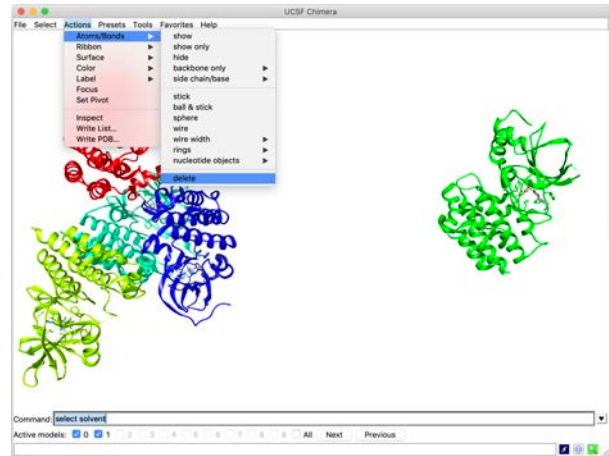 UCSF Chimera
File Select Actions Presets Tools Favorites Help
Atoms/Bonds
Ribbon
Surface
Color
Label
Focus
Set Pivot
Inspect
Write List...
Write PDB...
show
show only
hide
backbone only
side chain/base
stick
ball & stick
sphere
wire
wire width
rings
nucleotide objects
delete
Command: select solvent
Active models: 0 1 2 3 4 5 6 7 8 9 All Next Previous